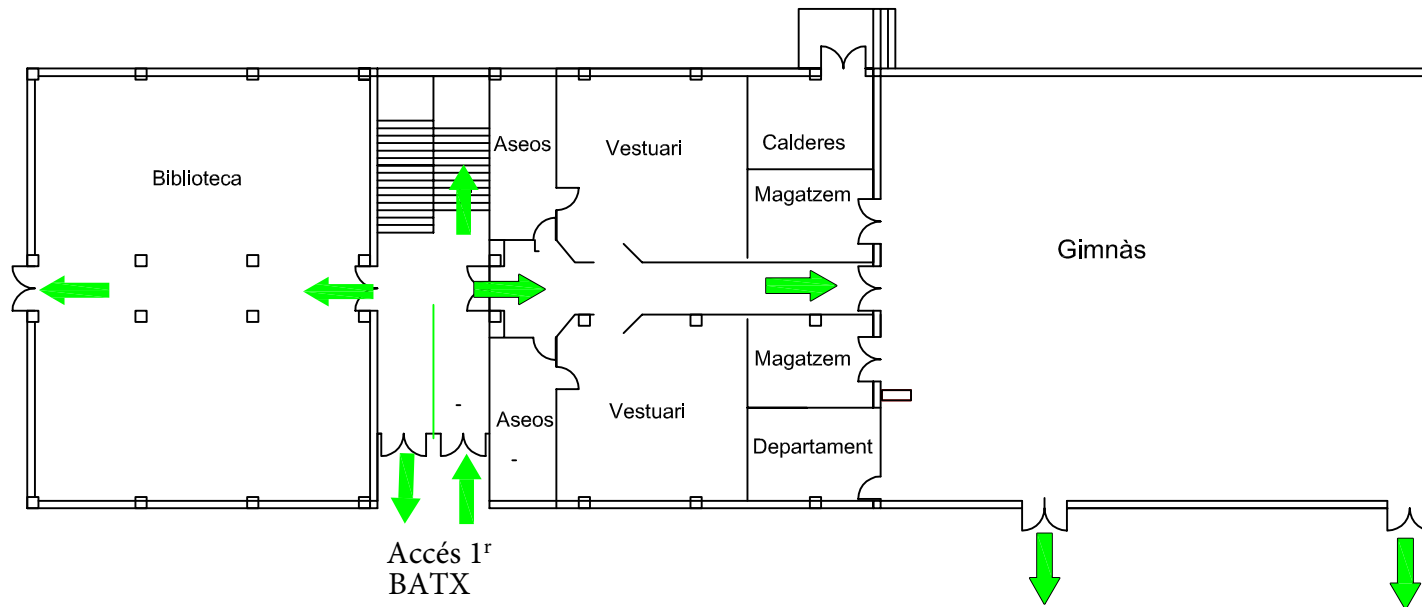 Aseos
Vestuari
Calderes
Biblioteca
Magatzem
Gimnàs
Magatzem
Aseos
Vestuari
Departament
Accés 1r
BATX